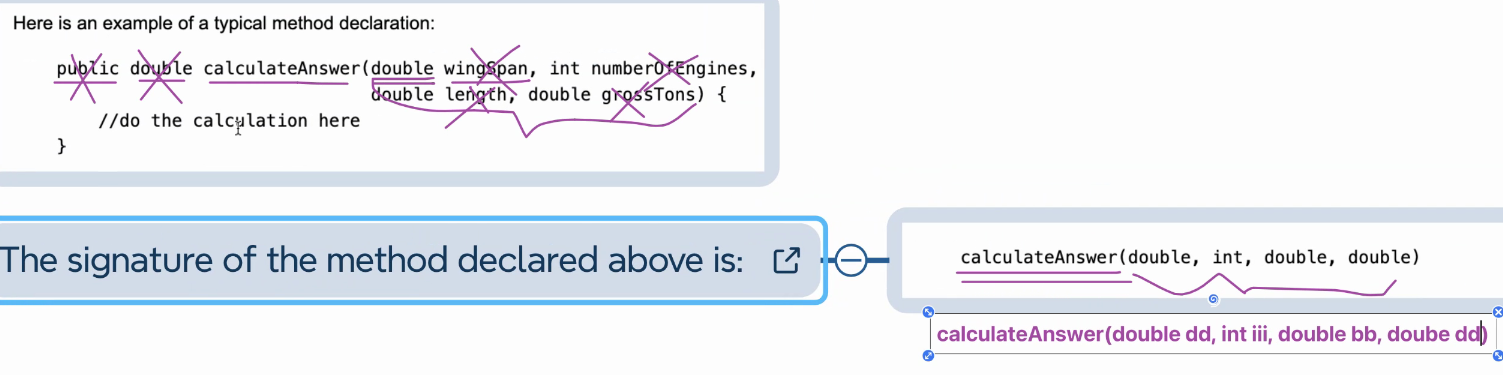 Here is an example of a typical method declaration:
public double calculateAnswer(double wingSpan, int numberOfEngines,
double length, double grossTons) {
//do the calculation here
}
The signature of the method declared above is:
calculateAnswer(double, int, double, double)
calculateAnswer(double dd, int iii, double bb, doube dd)